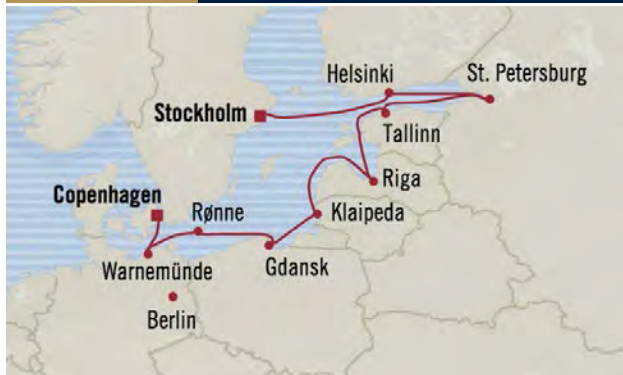 Helsinki
St. Petersburg
Stockholm
Tallinn
Riga
Copenhagen
Rønne
Klaipeda
Warnemünde
Gdansk
Berlin